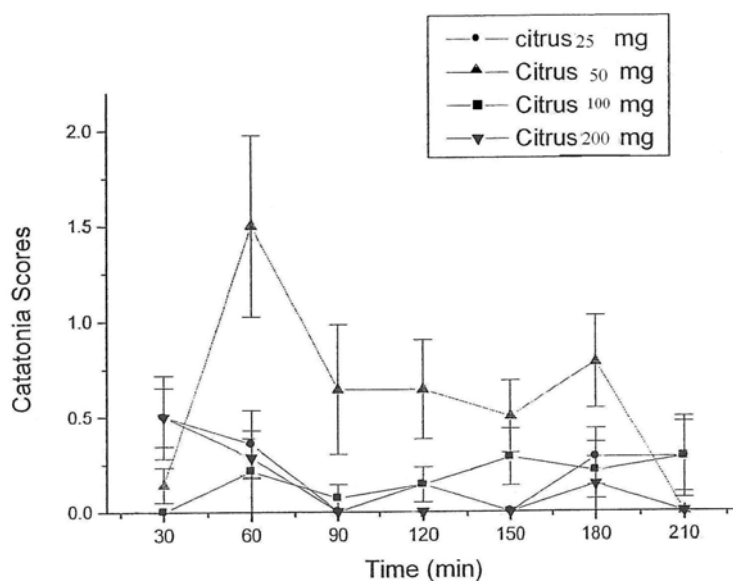 citrus 25 mg
Citrus 50 mg
Citrus 100 mg
Citrus 200 mg
2.0
1.5
1.0
0.5
0.0
Catatonia Scores
30 60 90 120 150 180 210
Time (min)